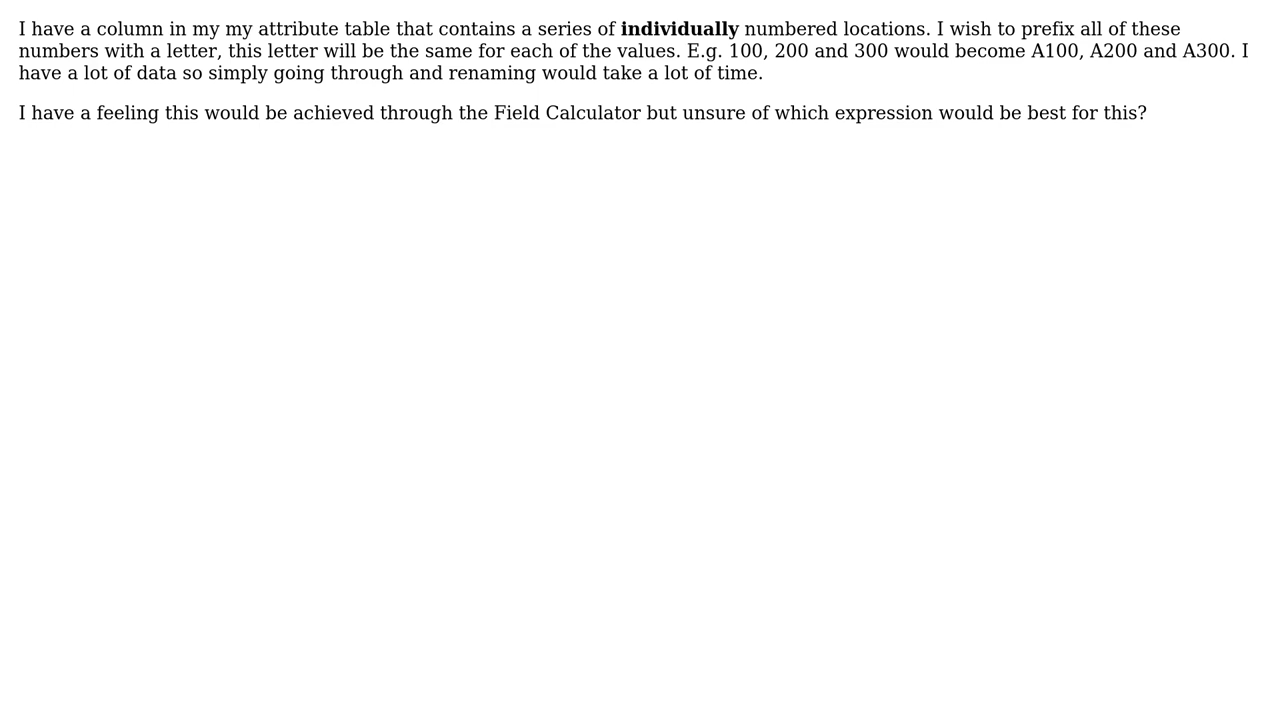 I have a column in my my attribute table that contains a series of individually numbered locations. I wish to prefix all of these
numbers with a letter, this letter will be the same for each of the values. E.g. 100, 200 and 300 would become A100, A200 and A300. I
have a lot of data so simply going through and renaming would take a lot of time.
I have a feeling this would be achieved through the Field Calculator but unsure of which expression would be best for this?